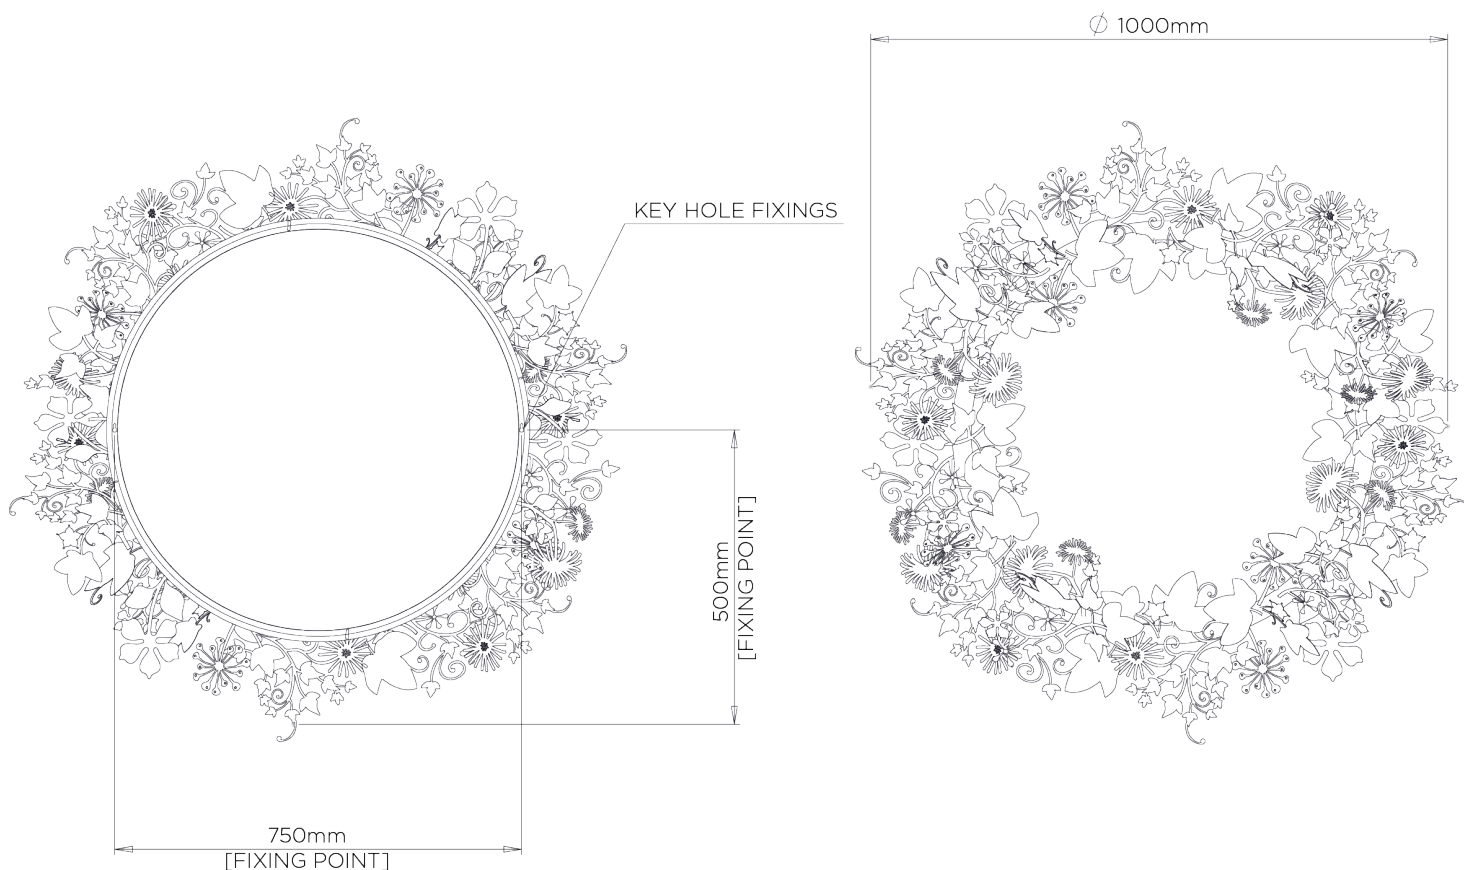 Ø 1000mm
KEY HOLE FIXINGS
500mm
[FIXING POINT]
750mm
[FIXING POINT]